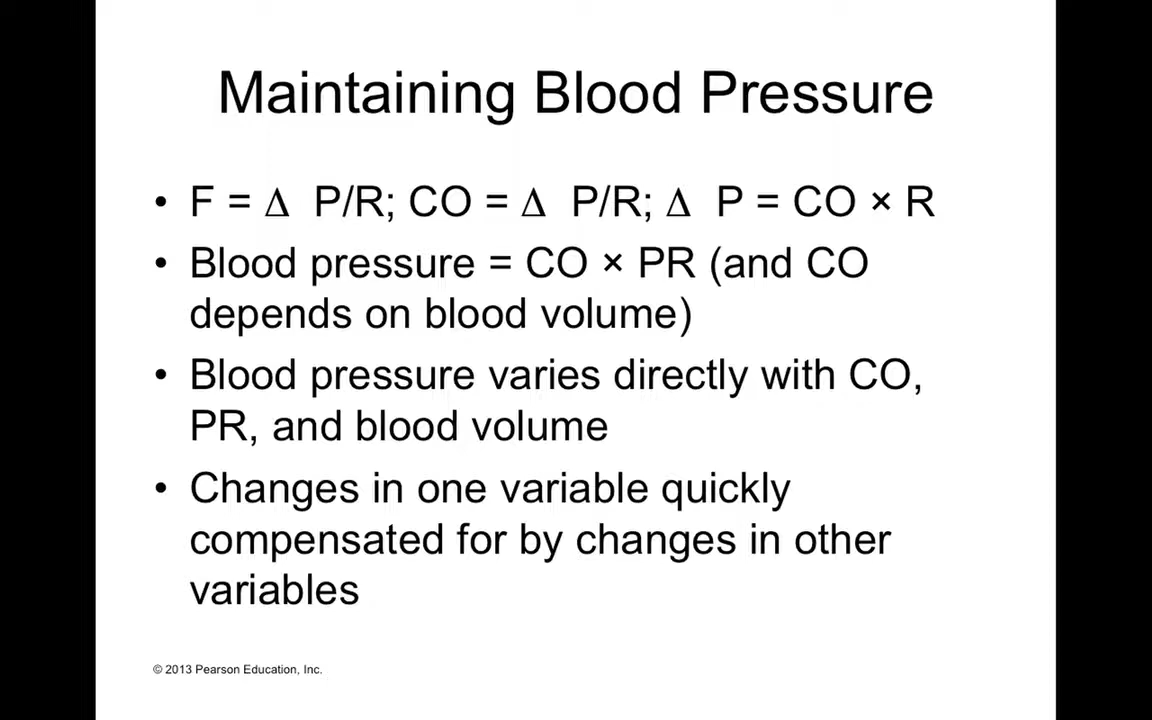 Maintaining Blood Pressure
• F = Δ P/R; CO = Δ P/R; Δ P = CO × R
• Blood pressure = CO × PR (and CO
depends on blood volume)
• Blood pressure varies directly with CO,
PR, and blood volume
• Changes in one variable quickly
compensated for by changes in other
variables
© 2013 Pearson Education, Inc.